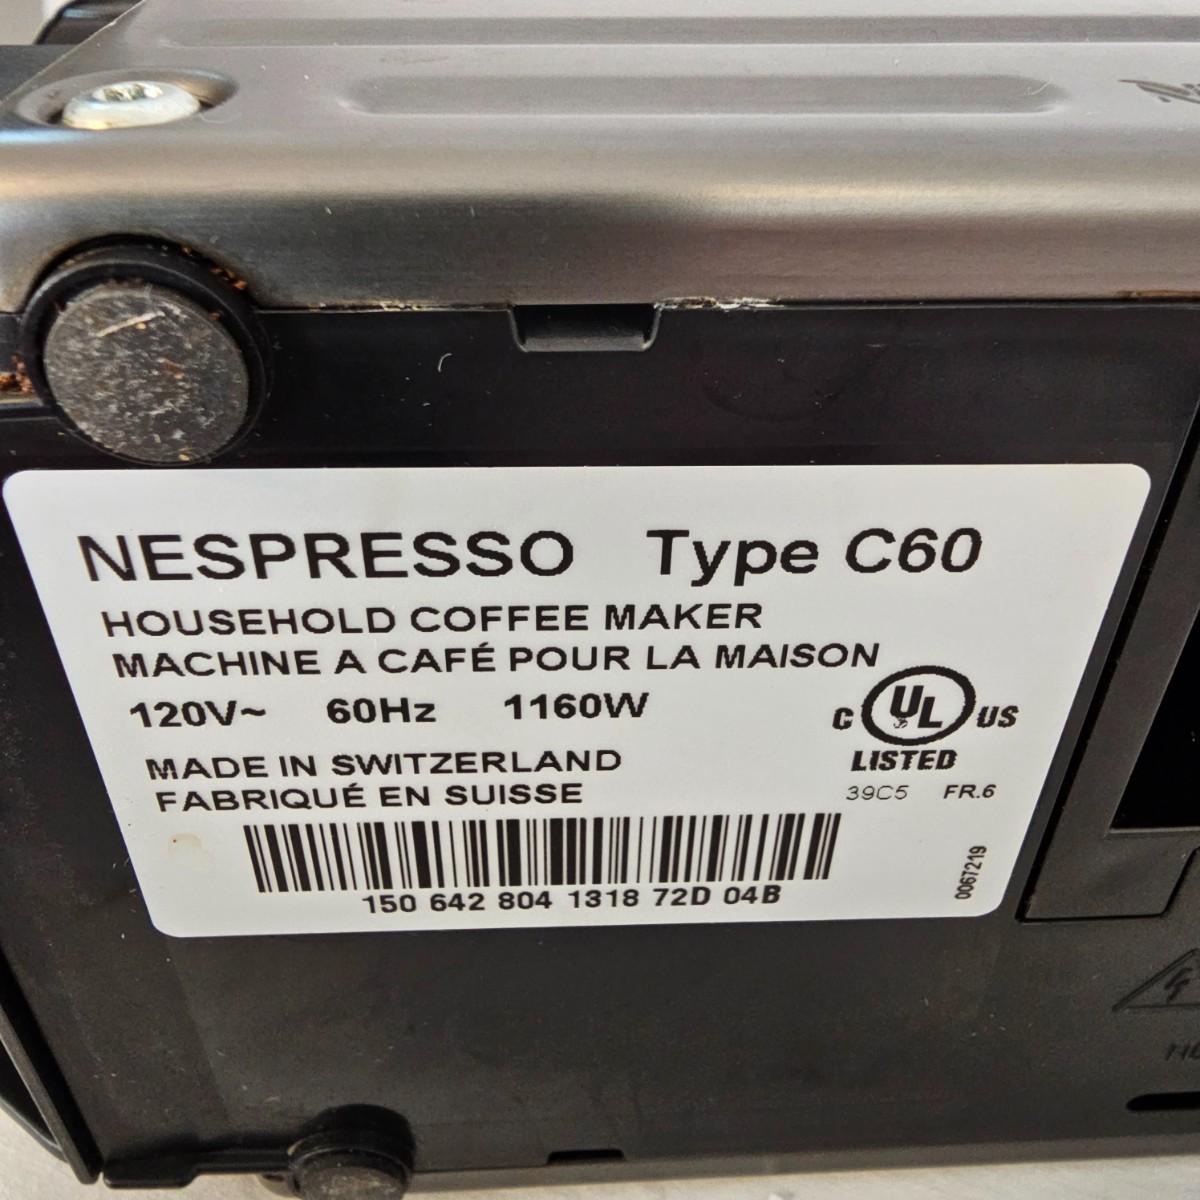 NESPRESSO Type C60
HOUSEHOLD COFFEE MAKER
MACHINE A CAFÉ POUR LA MAISON
120V~ 60Hz 1160W
C UL US
LISTED
MADE IN SWITZERLAND
FABRIQUÉ EN SUISSE
39C5 FR.6
150 642 804 1318 72D 04B
0067219